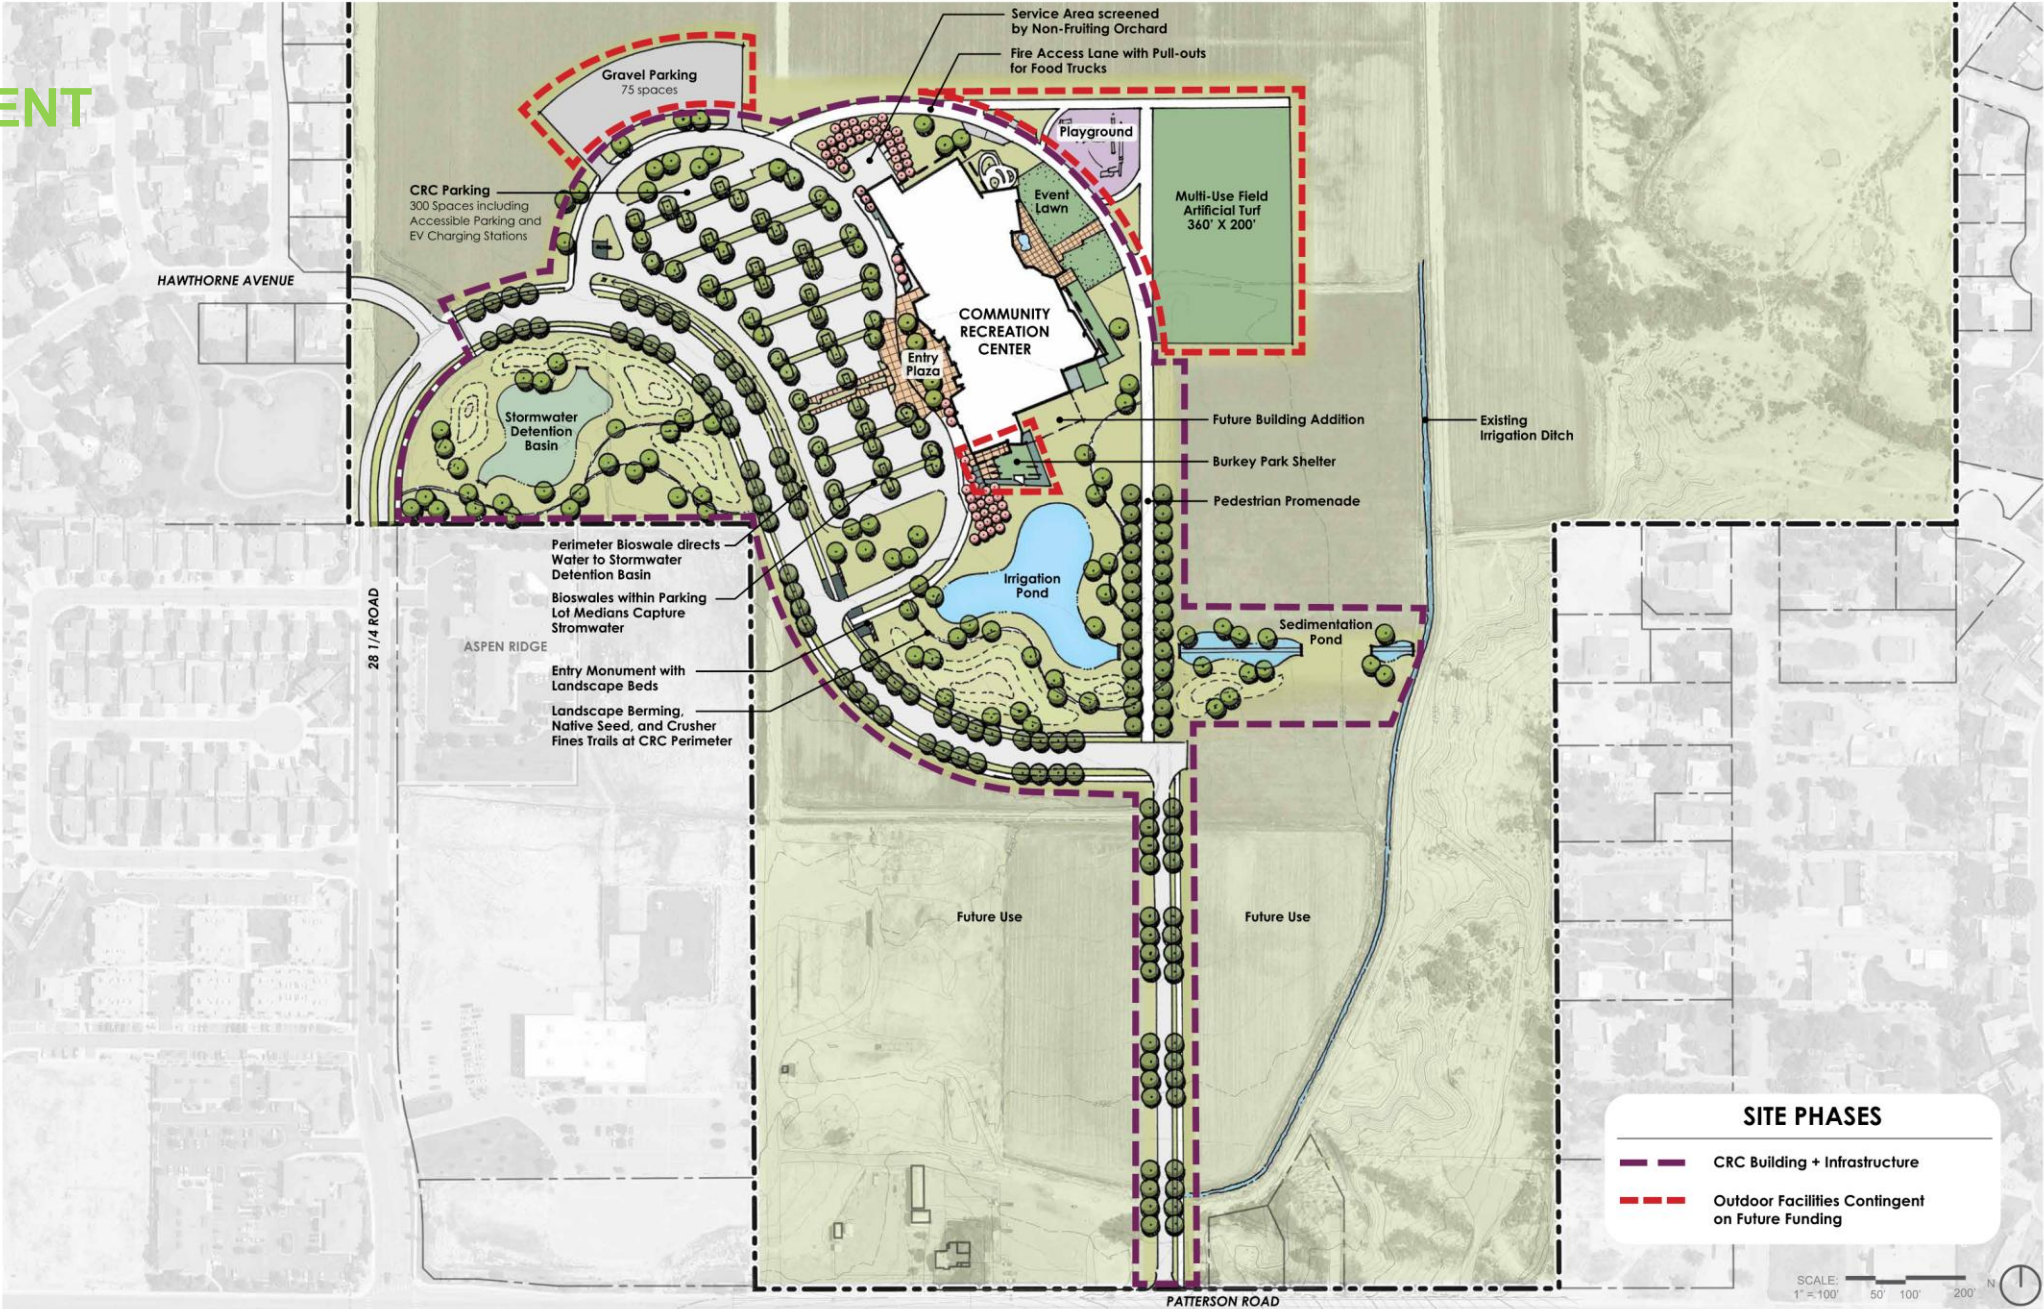 ENT
Service Area screened
by Non-Fruiting Orchard
Fire Access Lane with Pull-outs
for Food Trucks
Gravel Parking
75 spaces
Playground
CRC Parking
300 Spaces including
Accessible Parking and
EV Charging Stations
Event
Lawn
Multi-Use Field
Artificial Turf
360' X 200'
HAWTHORNE AVENUE
COMMUNITY
RECREATION
CENTER
Entry
Plaza
Stormwater
Detention
Basin
Future Building Addition
Existing
Irrigation Ditch
Burkey Park Shelter
Pedestrian Promenade
Perimeter Bioswale directs
Water to Stormwater
Detention Basin
Bioswales within Parking
Lot Medians Capture
Stromwater
Irrigation
Pond
Sedimentation
Pond
28 1/4 ROAD
ASPEN RIDGE
Entry Monument with
Landscape Beds
Landscape Berming,
Native Seed, and Crusher
Fines Trails at CRC Perimeter
Future Use
Future Use
SITE PHASES
CRC Building + Infrastructure
Outdoor Facilities Contingent
on Future Funding
SCALE:
1" = 100'
50'
100'
200'
N
PATTERSON ROAD